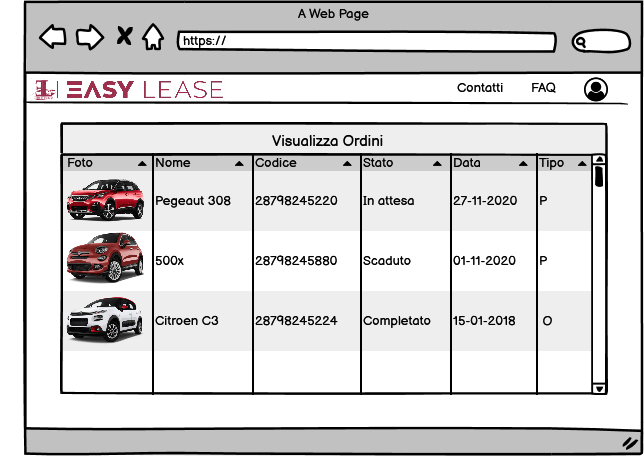 A Web Page
https://
EASY LEASE
Contatti FAQ
Visualizza Ordini
Foto Nome Codice Stato Data Tipo
Pegeaut 308 28798245220 In attesa 27-11-2020 P
500x 28798245880 Scaduto 01-11-2020 P
Citroen C3 28798245224 Completato 15-01-2018 O